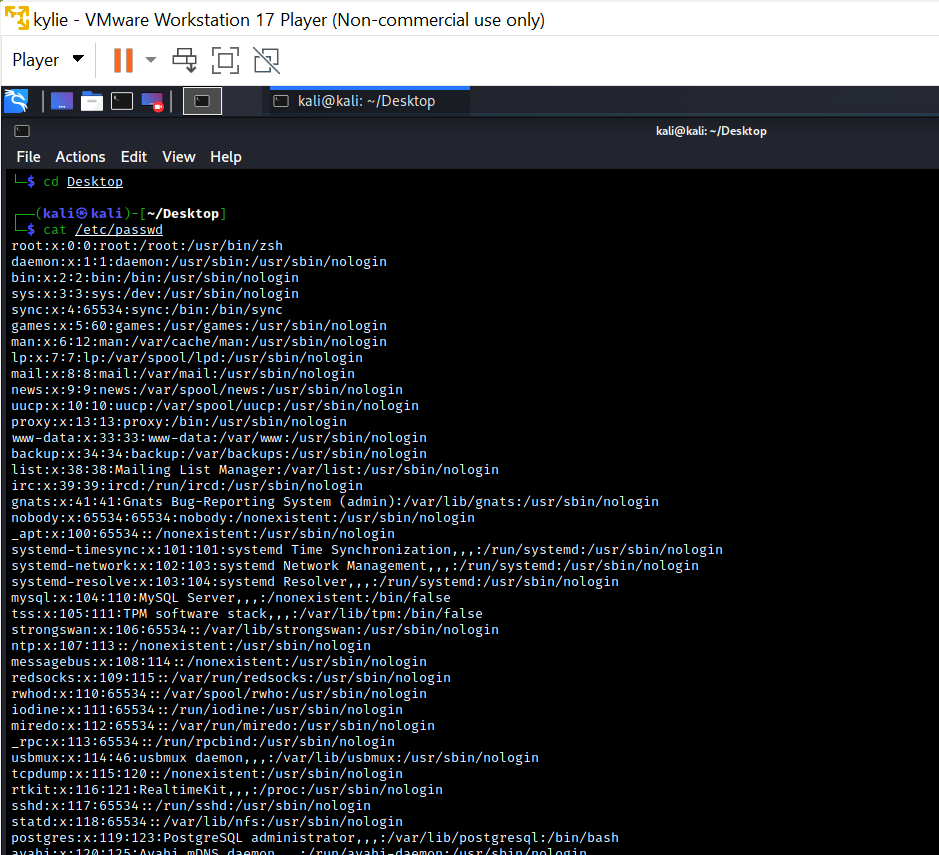 kylie - VMware Workstation 17 Player (Non-commercial use only)
Player
kali@kali: ~/Desktop
kali@kali: ~/Desktop
File Actions Edit View Help
└─$ cd Desktop
┌──(kali㉿kali)-[~/Desktop]
└─$ cat /etc/passwd
root:x:0:0:root:/root:/usr/bin/zsh
daemon:x:1:1:daemon:/usr/sbin:/usr/sbin/nologin
bin:x:2:2:bin:/bin:/usr/sbin/nologin
sys:x:3:3:sys:/dev:/usr/sbin/nologin
sync:x:4:65534:sync:/bin:/bin/sync
games:x:5:60:games:/usr/games:/usr/sbin/nologin
man:x:6:12:man:/var/cache/man:/usr/sbin/nologin
lp:x:7:7:lp:/var/spool/lpd:/usr/sbin/nologin
mail:x:8:8:mail:/var/mail:/usr/sbin/nologin
news:x:9:9:news:/var/spool/news:/usr/sbin/nologin
uucp:x:10:10:uucp:/var/spool/uucp:/usr/sbin/nologin
proxy:x:13:13:proxy:/bin:/usr/sbin/nologin
www-data:x:33:33:www-data:/var/www:/usr/sbin/nologin
backup:x:34:34:backup:/var/backups:/usr/sbin/nologin
list:x:38:38:Mailing List Manager:/var/list:/usr/sbin/nologin
irc:x:39:39:ircd:/run/ircd:/usr/sbin/nologin
gnats:x:41:41:Gnats Bug-Reporting System (admin):/var/lib/gnats:/usr/sbin/nologin
nobody:x:65534:65534:nobody:/nonexistent:/usr/sbin/nologin
_apt:x:100:65534::/nonexistent:/usr/sbin/nologin
systemd-timesync:x:101:101:systemd Time Synchronization,,,:/run/systemd:/usr/sbin/nologin
systemd-network:x:102:103:systemd Network Management,,,:/run/systemd:/usr/sbin/nologin
systemd-resolve:x:103:104:systemd Resolver,,,:/run/systemd:/usr/sbin/nologin
mysql:x:104:110:MySQL Server,,,:/nonexistent:/bin/false
tss:x:105:111:TPM software stack,,,:/var/lib/tpm:/bin/false
strongswan:x:106:65534::/var/lib/strongswan:/usr/sbin/nologin
ntp:x:107:113::/nonexistent:/usr/sbin/nologin
messagebus:x:108:114::/nonexistent:/usr/sbin/nologin
redsocks:x:109:115::/var/run/redsocks:/usr/sbin/nologin
rwhod:x:110:65534::/var/spool/rwho:/usr/sbin/nologin
iodine:x:111:65534::/run/iodine:/usr/sbin/nologin
miredo:x:112:65534::/var/run/miredo:/usr/sbin/nologin
_rpc:x:113:65534::/run/rpcbind:/usr/sbin/nologin
usbmux:x:114:46:usbmux daemon,,,:/var/lib/usbmux:/usr/sbin/nologin
tcpdump:x:115:120::/nonexistent:/usr/sbin/nologin
rtkit:x:116:121:RealtimeKit,,,:/proc:/usr/sbin/nologin
sshd:x:117:65534::/run/sshd:/usr/sbin/nologin
statd:x:118:65534::/var/lib/nfs:/usr/sbin/nologin
postgres:x:119:123:PostgreSQL administrator,,,:/var/lib/postgresql:/bin/bash
avahi:x:120:125:Avahi mDNS daemon,,,:/run/avahi-daemon:/usr/sbin/nologin